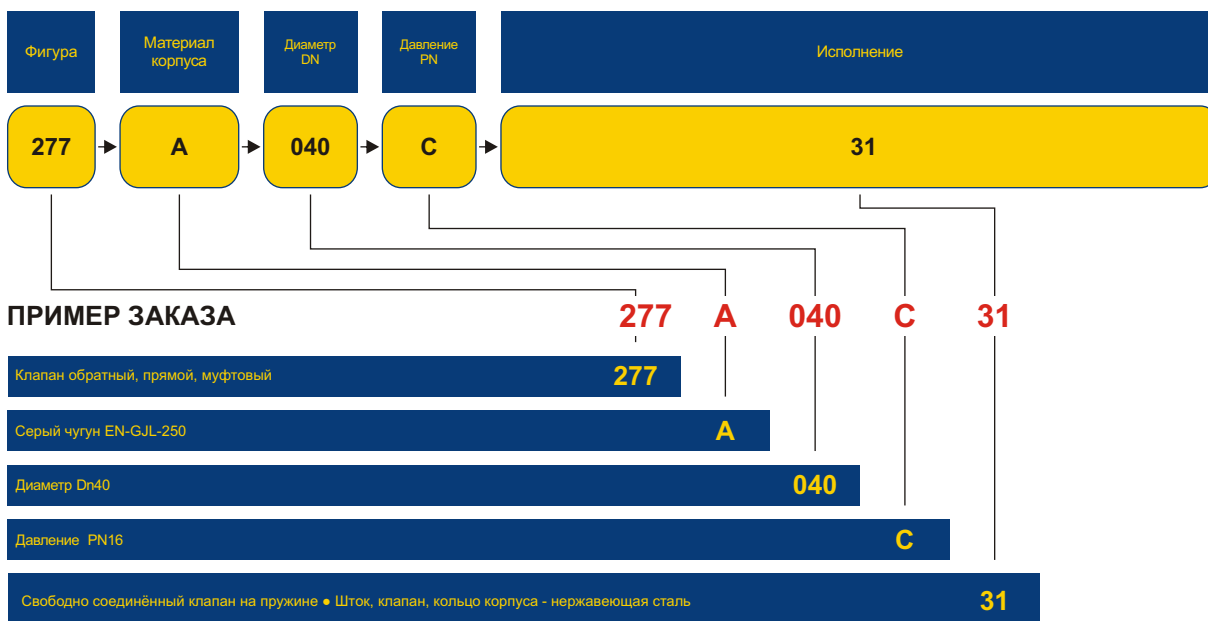 Фигура
Материал
корпуса
Диаметр
DN
Давление
PN
Исполнение
277
A
040
C
31
ПРИМЕР ЗАКАЗА
277 A 040 C 31
Клапан обратный, прямой, муфтовый 277
Серый чугун EN-GJL-250 A
Диаметр Dn40 040
Давление PN16 C
Свободно соединённый клапан на пружине ● Шток, клапан, кольцо корпуса - нержавеющая сталь 31